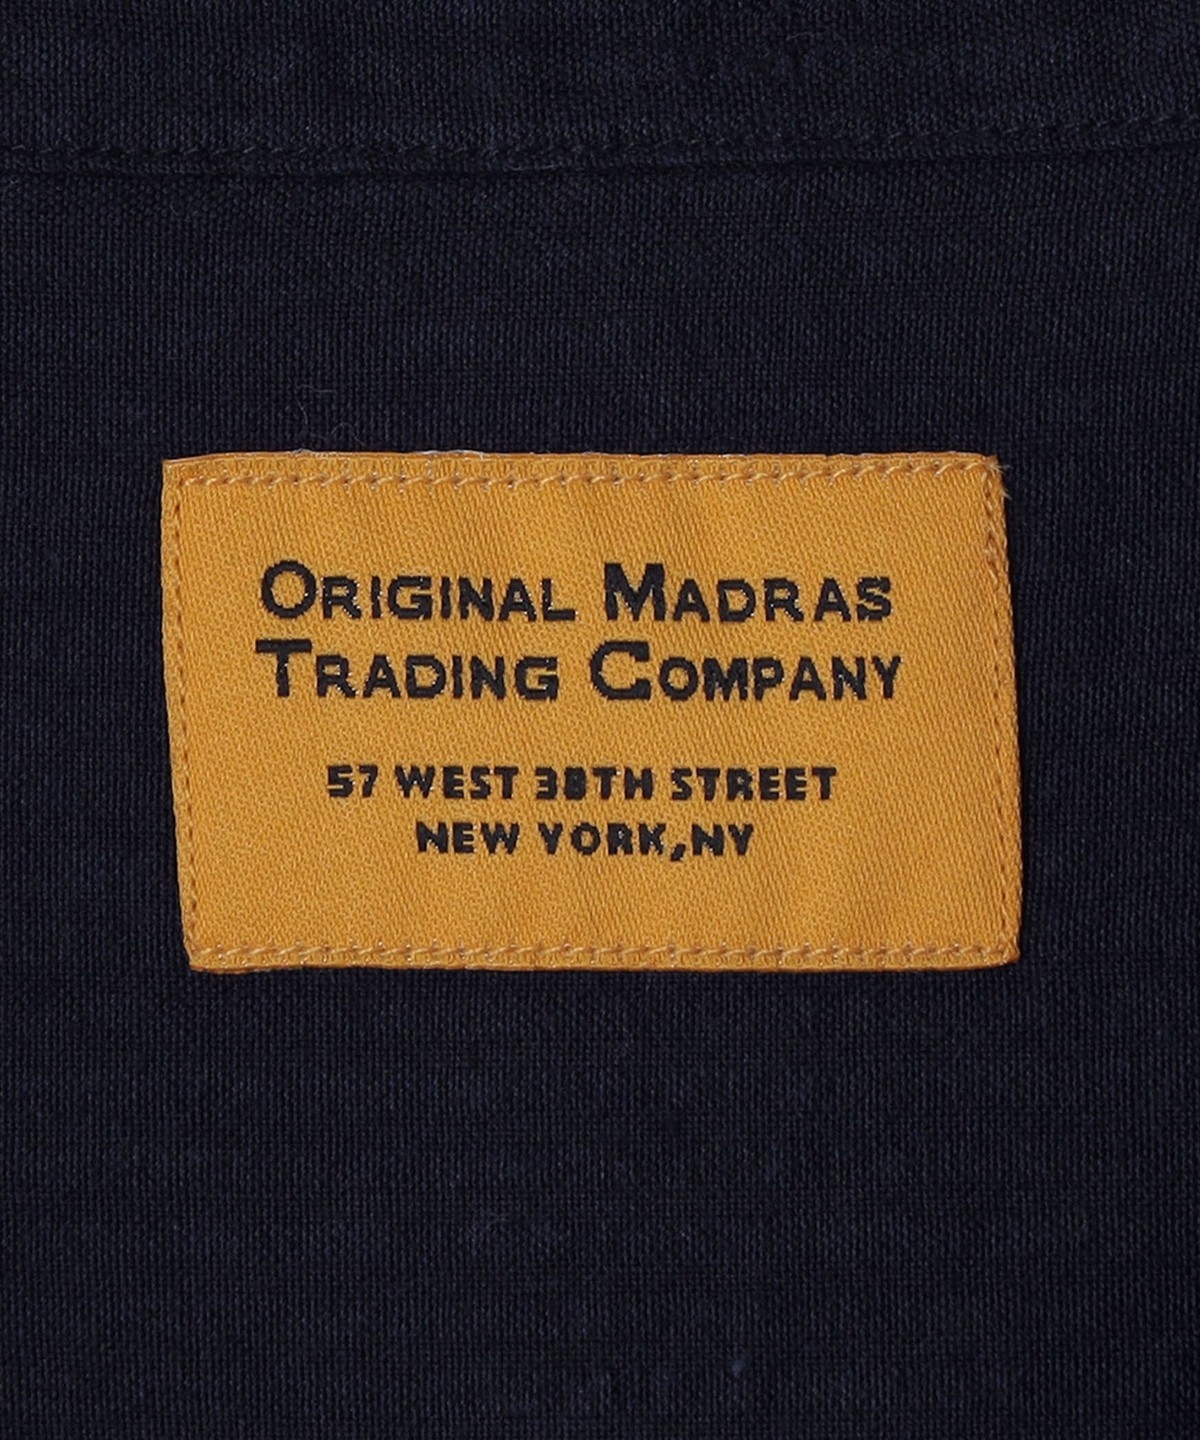 ORIGINAL MADRAS
TRADING COMPANY
57 WEST 38TH STREET
NEW YORK,NY